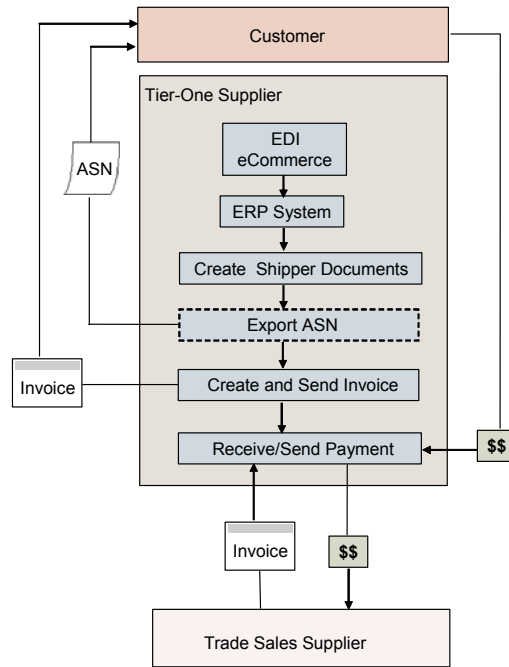 Customer
Tier-One Supplier
EDI
eCommerce
ASN
ERP System
Create Shipper Documents
Export ASN
Invoice
Create and Send Invoice
Receive/Send Payment
$$
Invoice
$$
Trade Sales Supplier